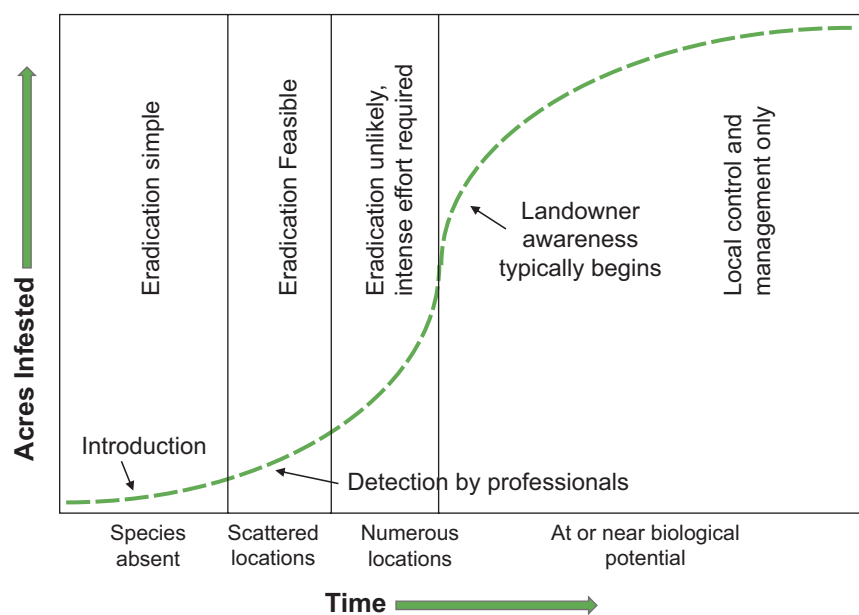 Acres Infested
Eradication simple
Eradication Feasible
Eradication unlikely,
intense effort required
Local control and
management only
Landowner
awareness
typically begins
Introduction
Detection by professionals
Species
absent
Scattered
locations
Numerous
locations
At or near biological
potential
Time